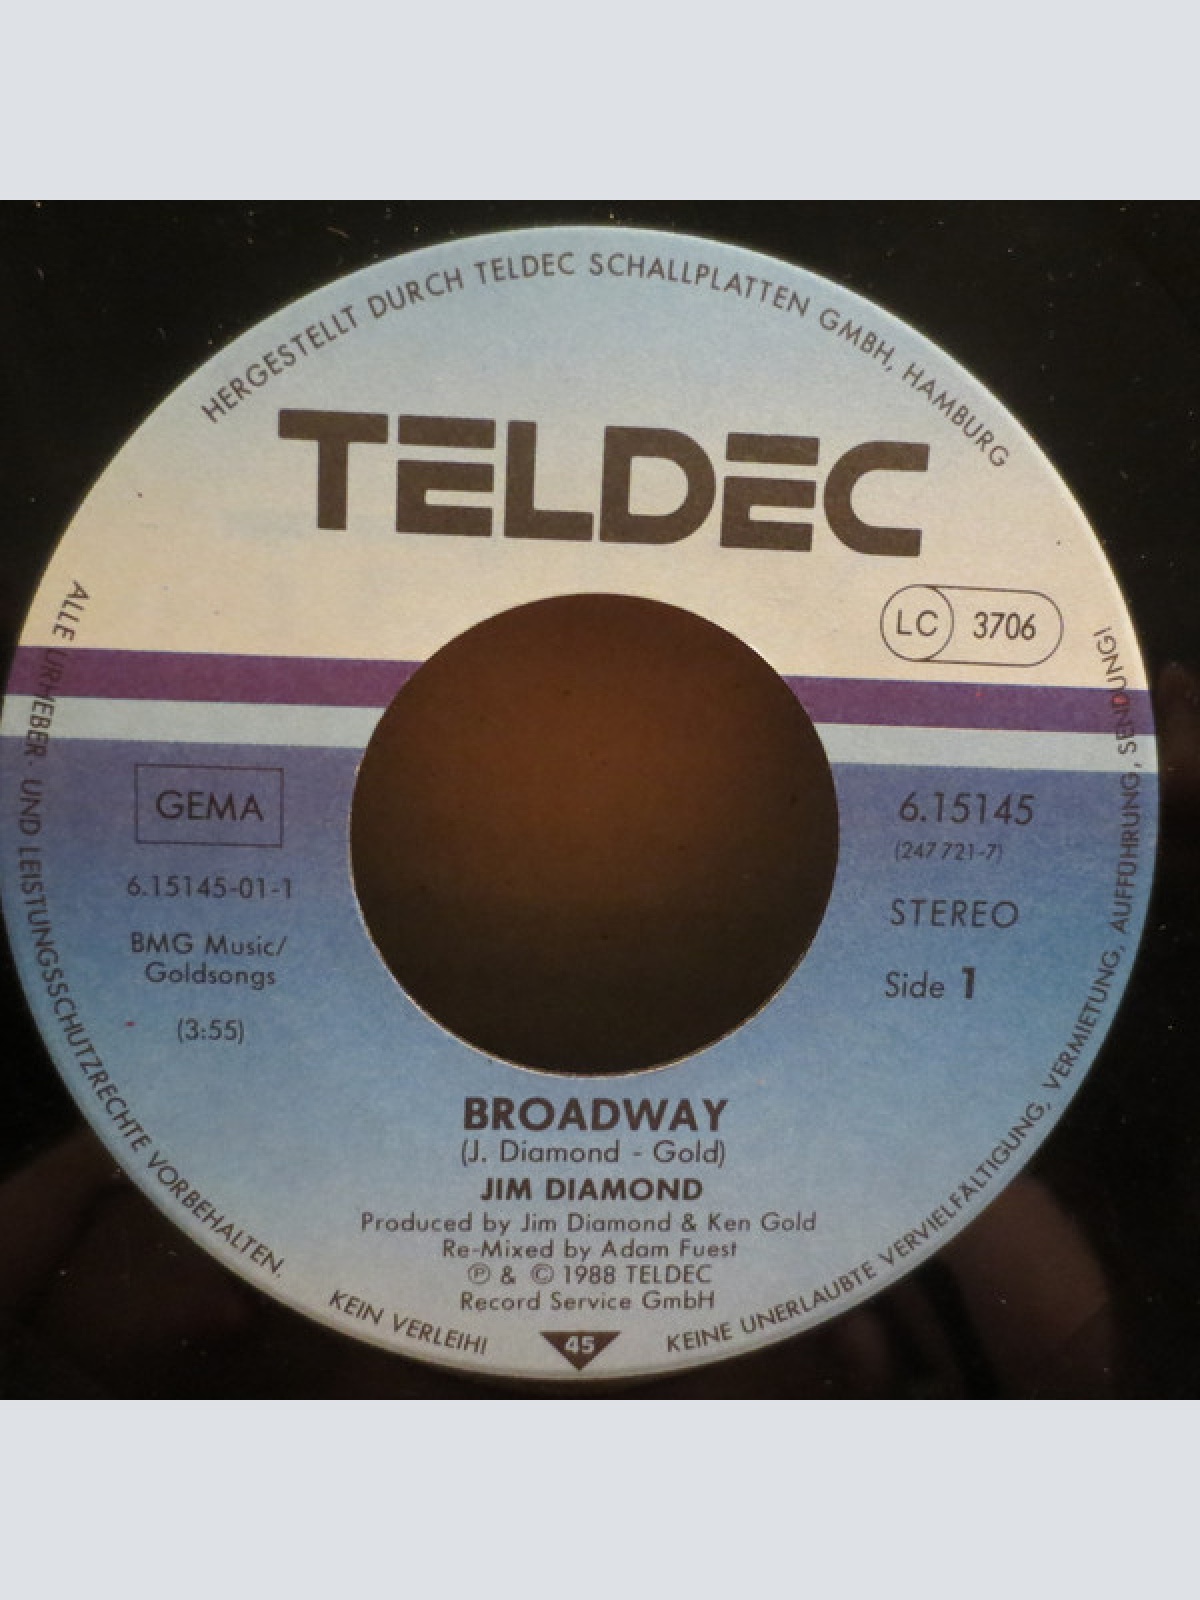 HERGESTELLT DURCH TELDEC SCHALLPLATTEN GMBH, HAMBURG
TELDEC
LC 3706
GEMA
6.15145-01-1
BMG Music/
Goldsongs
(3:55)
6.15145
(247 721-7)
STEREO
Side 1
BROADWAY
(J. Diamond - Gold)
JIM DIAMOND
Produced by Jim Diamond & Ken Gold
Re-Mixed by Adam Fuest
℗ & © 1988 TELDEC
Record Service GmbH
45
ALLE URHEBER- UND LEISTUNGSSCHUTZRECHTE VORBEHALTEN.
KEIN VERLEIH!
KEINE UNERLAUBTE VERVIELFÄLTIGUNG, VERMIETUNG, AUFFÜHRUNG, SENDUNG!